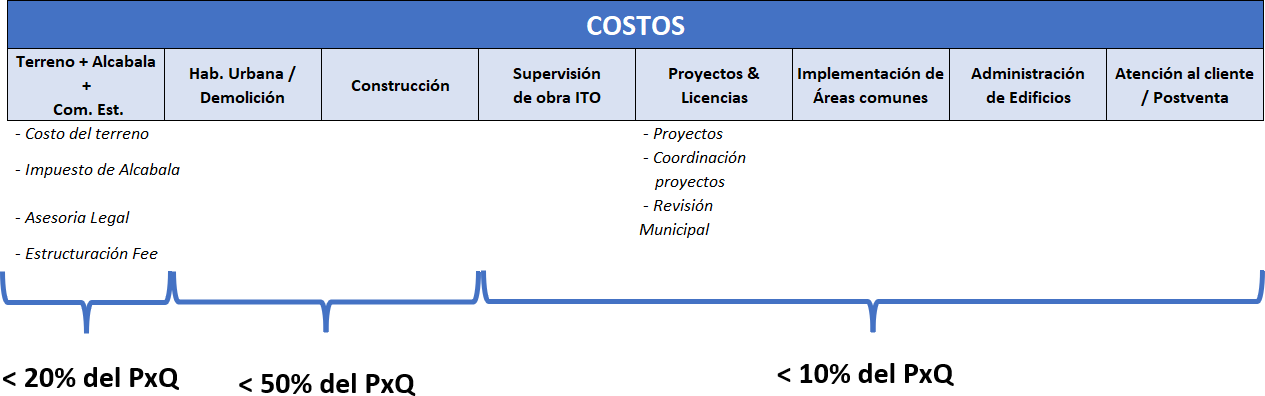 COSTOS
Terreno + Alcabala
+
Com. Est.
Hab. Urbana /
Demolición
Construcción
Supervisión
de obra ITO
Proyectos &
Licencias
Implementación de
Áreas comunes
Administración
de Edificios
Atención al cliente
/ Postventa
- Costo del terreno
- Impuesto de Alcabala
- Asesoria Legal
- Estructuración Fee
- Proyectos
- Coordinación
proyectos
- Revisión
Municipal
< 20% del PxQ
< 50% del PxQ
< 10% del PxQ